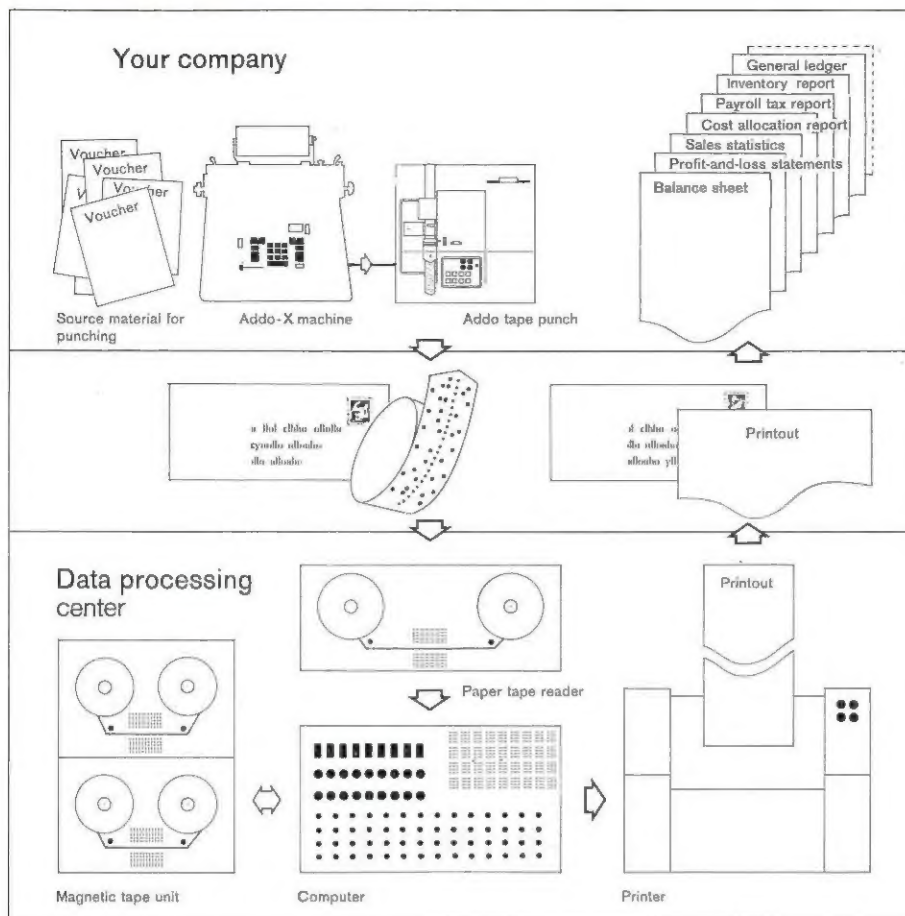 Your company
General ledger
Inventory report
Payroll tax report
Cost allocation report
Sales statistics
Profit-and-loss statements
Balance sheet
Voucher
Voucher
Voucher
Voucher
Source material for
punching
Addo-X machine
Addo tape punch
Printout
Data processing
center
Printout
Paper tape reader
Magnetic tape unit
Computer
Printer